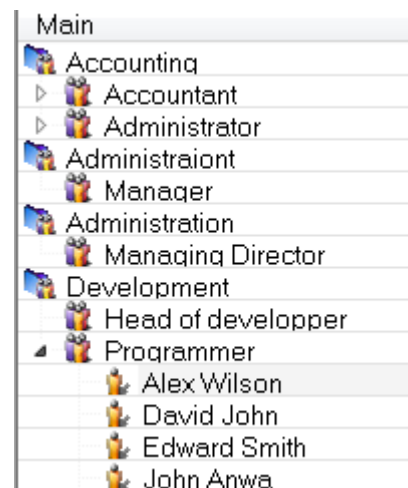 Main
Accounting
Accountant
Administrator
Administraiont
Manager
Administration
Managing Director
Development
Head of developper
Programmer
Alex Wilson
David John
Edward Smith
John Anwa